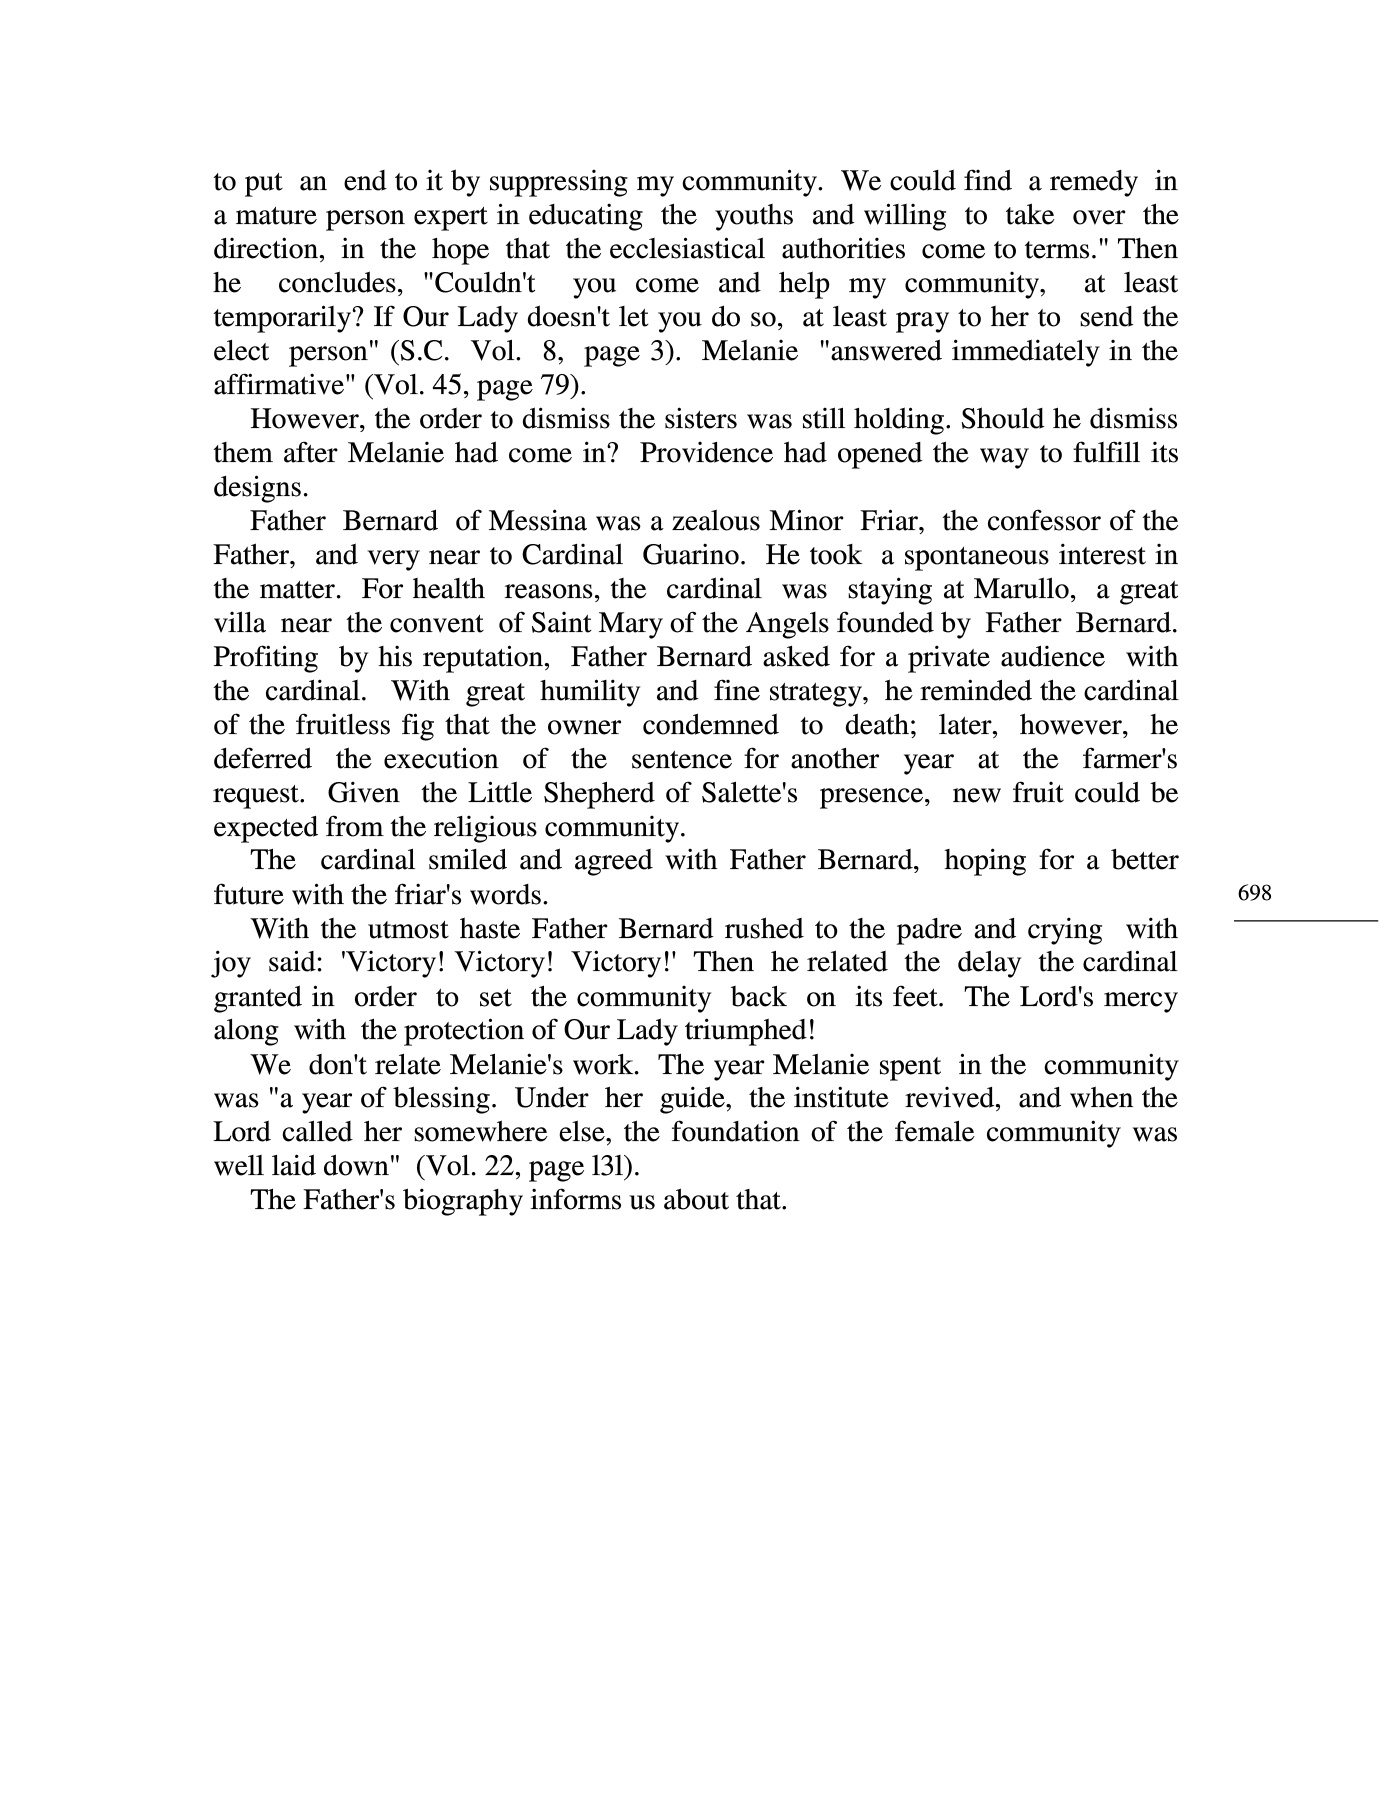 to put an end to it by suppressing my community. We could find a remedy in
a mature person expert in educating the youths and willing to take over the
direction, in the hope that the ecclesiastical authorities come to terms." Then
he concludes, "Couldn't you come and help my community, at least
temporarily? If Our Lady doesn't let you do so, at least pray to her to send the
elect person" (S.C. Vol. 8, page 3). Melanie "answered immediately in the
affirmative" (Vol. 45, page 79).
However, the order to dismiss the sisters was still holding. Should he dismiss
them after Melanie had come in? Providence had opened the way to fulfill its
designs.
Father Bernard of Messina was a zealous Minor Friar, the confessor of the
Father, and very near to Cardinal Guarino. He took a spontaneous interest in
the matter. For health reasons, the cardinal was staying at Marullo, a great
villa near the convent of Saint Mary of the Angels founded by Father Bernard.
Profiting by his reputation, Father Bernard asked for a private audience with
the cardinal. With great humility and fine strategy, he reminded the cardinal
of the fruitless fig that the owner condemned to death; later, however, he
deferred the execution of the sentence for another year at the farmer's
request. Given the Little Shepherd of Salette's presence, new fruit could be
expected from the religious community.
The cardinal smiled and agreed with Father Bernard, hoping for a better
future with the friar's words.
698
With the utmost haste Father Bernard rushed to the padre and crying with
joy said: 'Victory! Victory! Victory!' Then he related the delay the cardinal
granted in order to set the community back on its feet. The Lord's mercy
along with the protection of Our Lady triumphed!
We don't relate Melanie's work. The year Melanie spent in the community
was "a year of blessing. Under her guide, the institute revived, and when the
Lord called her somewhere else, the foundation of the female community was
well laid down" (Vol. 22, page l3l).
The Father's biography informs us about that.